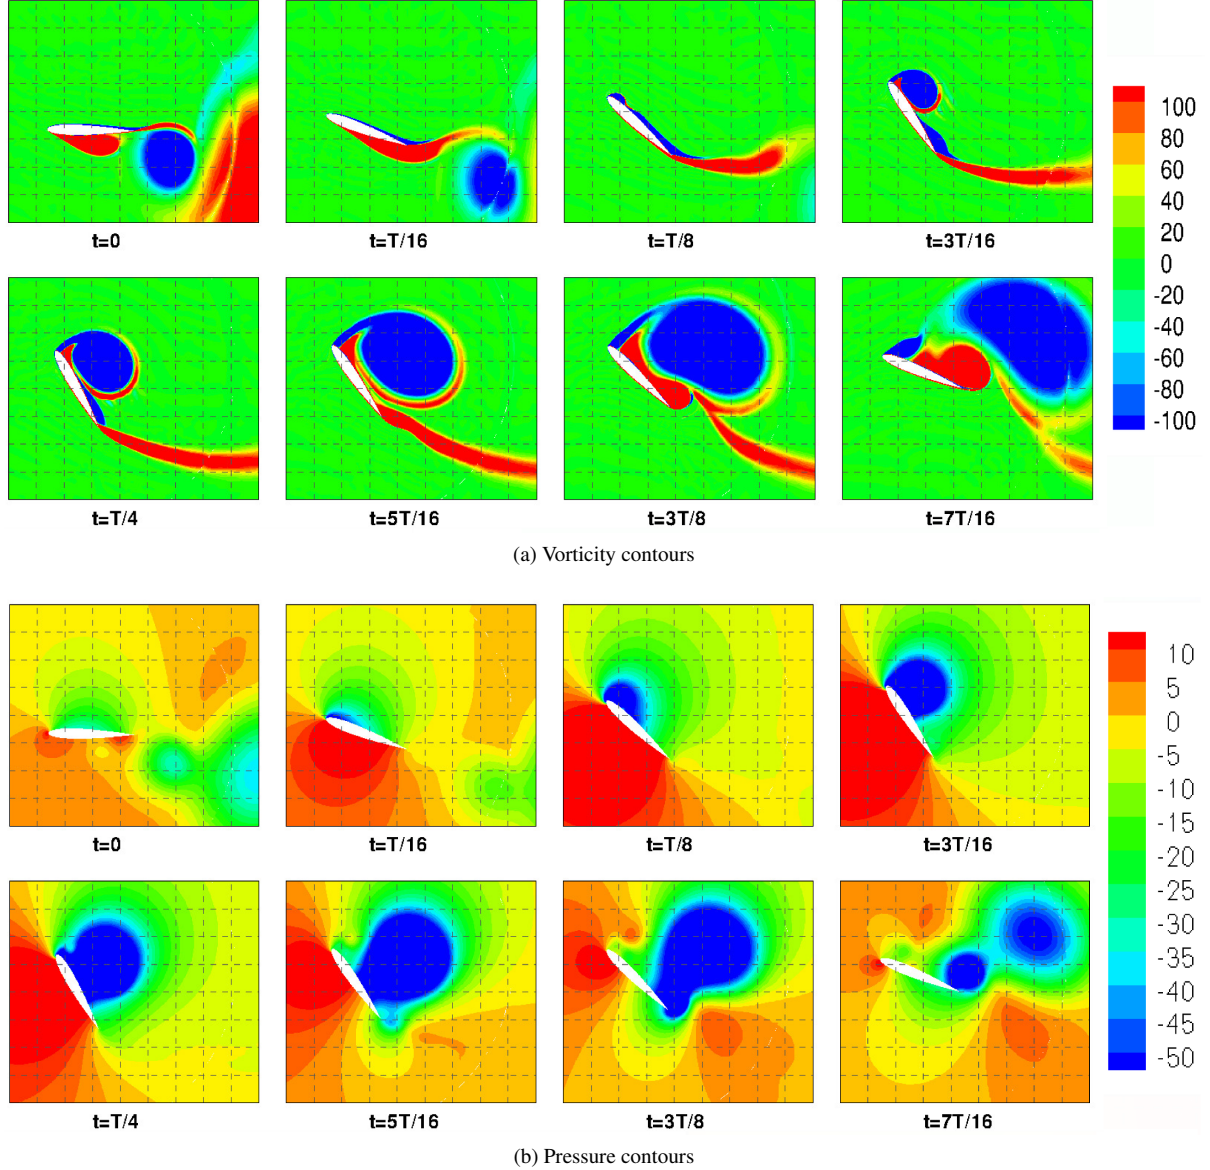 t=0
t=T/16
t=T/8
t=3T/16
100
80
60
40
20
0
-20
-40
-60
-80
-100
t=T/4
t=5T/16
t=3T/8
t=7T/16
(a) Vorticity contours
t=0
t=T/16
t=T/8
t=3T/16
10
5
0
-5
-10
-15
-20
-25
-30
-35
-40
-45
-50
t=T/4
t=5T/16
t=3T/8
t=7T/16
(b) Pressure contours